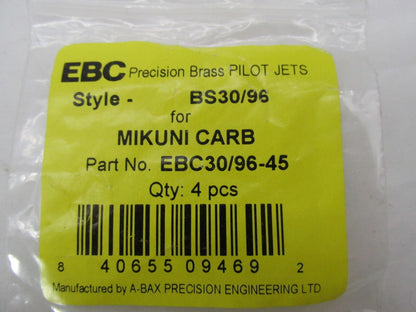 EBC Precision Brass PILOT JETS
Style - BS30/96
for
MIKUNI CARB
Part No. EBC30/96-45
Qty: 4 pcs
8 40655 09469 2
Manufactured by A-BAX PRECISION ENGINEERING LTD